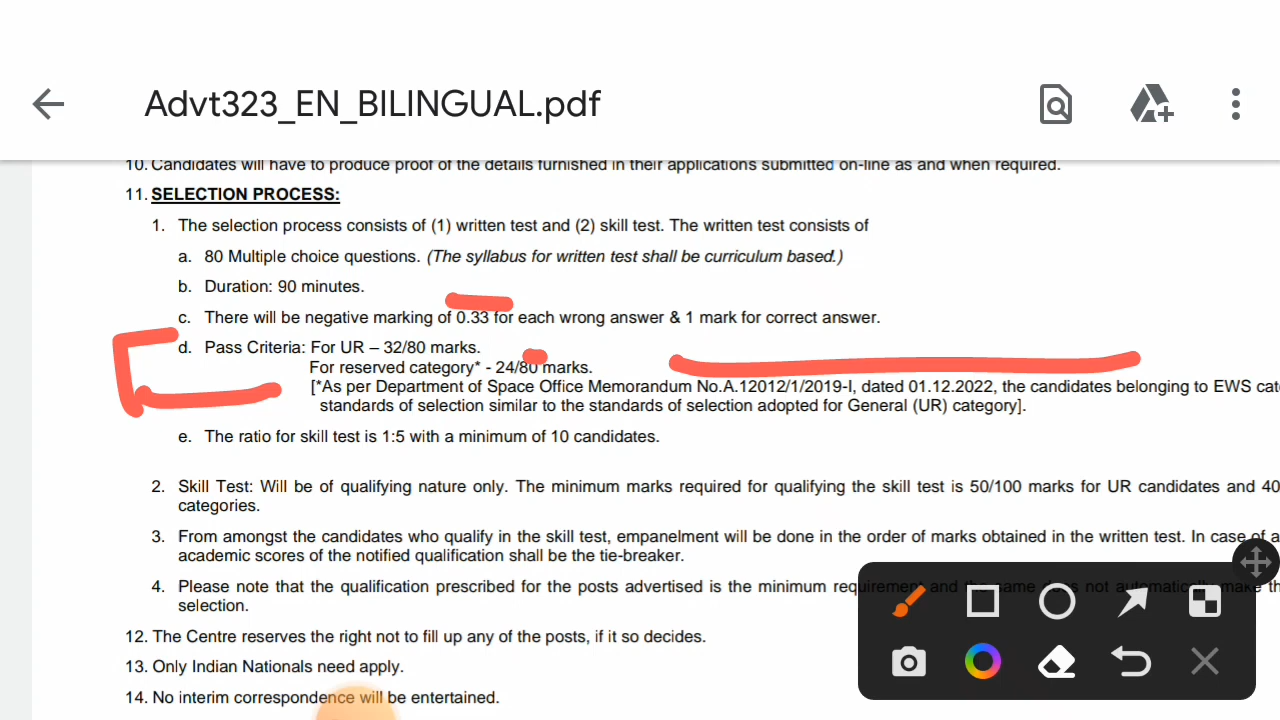 Advt323_EN_BILINGUAL.pdf
10. Candidates will have to produce proof of the details furnished in their applications submitted on-line as and when required.
11. SELECTION PROCESS:
1. The selection process consists of (1) written test and (2) skill test. The written test consists of
a. 80 Multiple choice questions. (The syllabus for written test shall be curriculum based.)
b. Duration: 90 minutes.
c. There will be negative marking of 0.33 for each wrong answer & 1 mark for correct answer.
d. Pass Criteria: For UR – 32/80 marks.
For reserved category* - 24/80 marks.
[*As per Department of Space Office Memorandum No.A.12012/1/2019-I, dated 01.12.2022, the candidates belonging to EWS cat
standards of selection similar to the standards of selection adopted for General (UR) category].
e. The ratio for skill test is 1:5 with a minimum of 10 candidates.
2. Skill Test: Will be of qualifying nature only. The minimum marks required for qualifying the skill test is 50/100 marks for UR candidates and 40
categories.
3. From amongst the candidates who qualify in the skill test, empanelment will be done in the order of marks obtained in the written test. In case of a
academic scores of the notified qualification shall be the tie-breaker.
4. Please note that the qualification prescribed for the posts advertised is the minimum requirement and the same does not automatically make th
selection.
12. The Centre reserves the right not to fill up any of the posts, if it so decides.
13. Only Indian Nationals need apply.
14. No interim correspondence will be entertained.